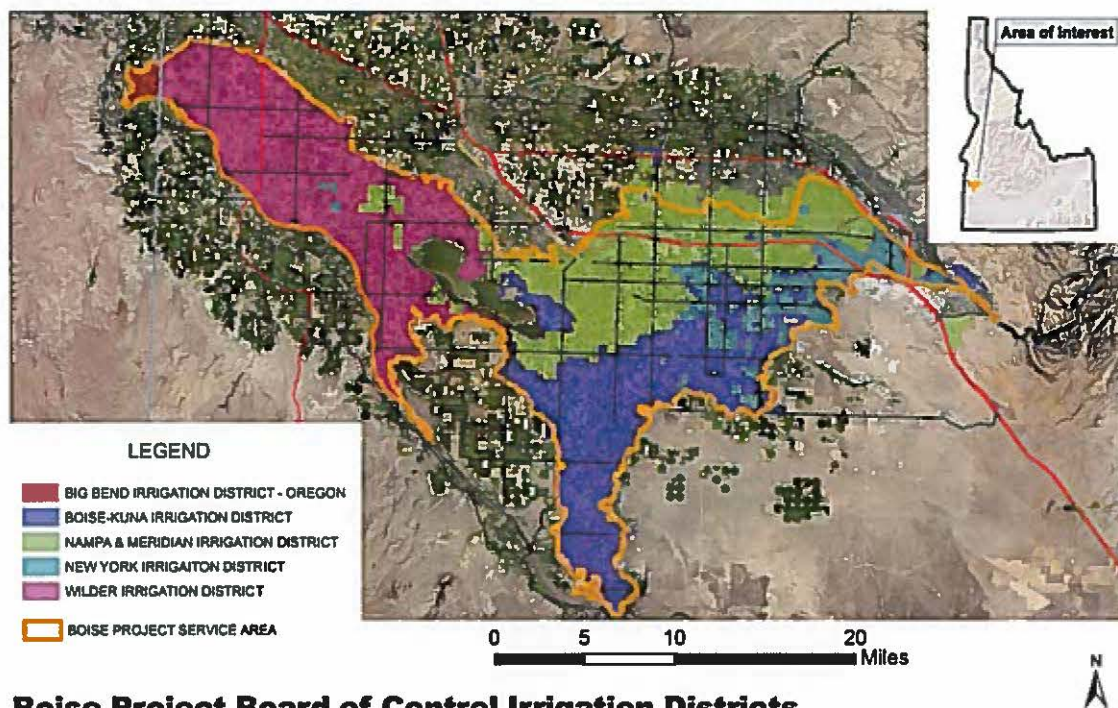 Area of Interest
LEGEND
BIG BEND IRRIGATION DISTRICT - OREGON
BOISE-KUNA IRRIGATION DISTRICT
NAMPA & MERIDIAN IRRIGATION DISTRICT
NEW YORK IRRIGAITON DISTRICT
WILDER IRRIGATION DISTRICT
BOISE PROJECT SERVICE AREA
0 5 10 20
Miles
N
Boise Project Board of Control Irrigation Districts